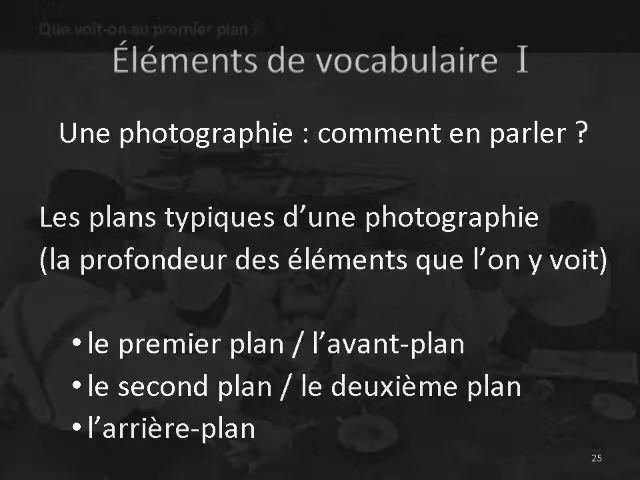 Que voit-on au premier plan ?
Éléments de vocabulaire I
Une photographie : comment en parler ?
Les plans typiques d’une photographie
(la profondeur des éléments que l’on y voit)
• le premier plan / l’avant-plan
• le second plan / le deuxième plan
• l’arrière-plan
25